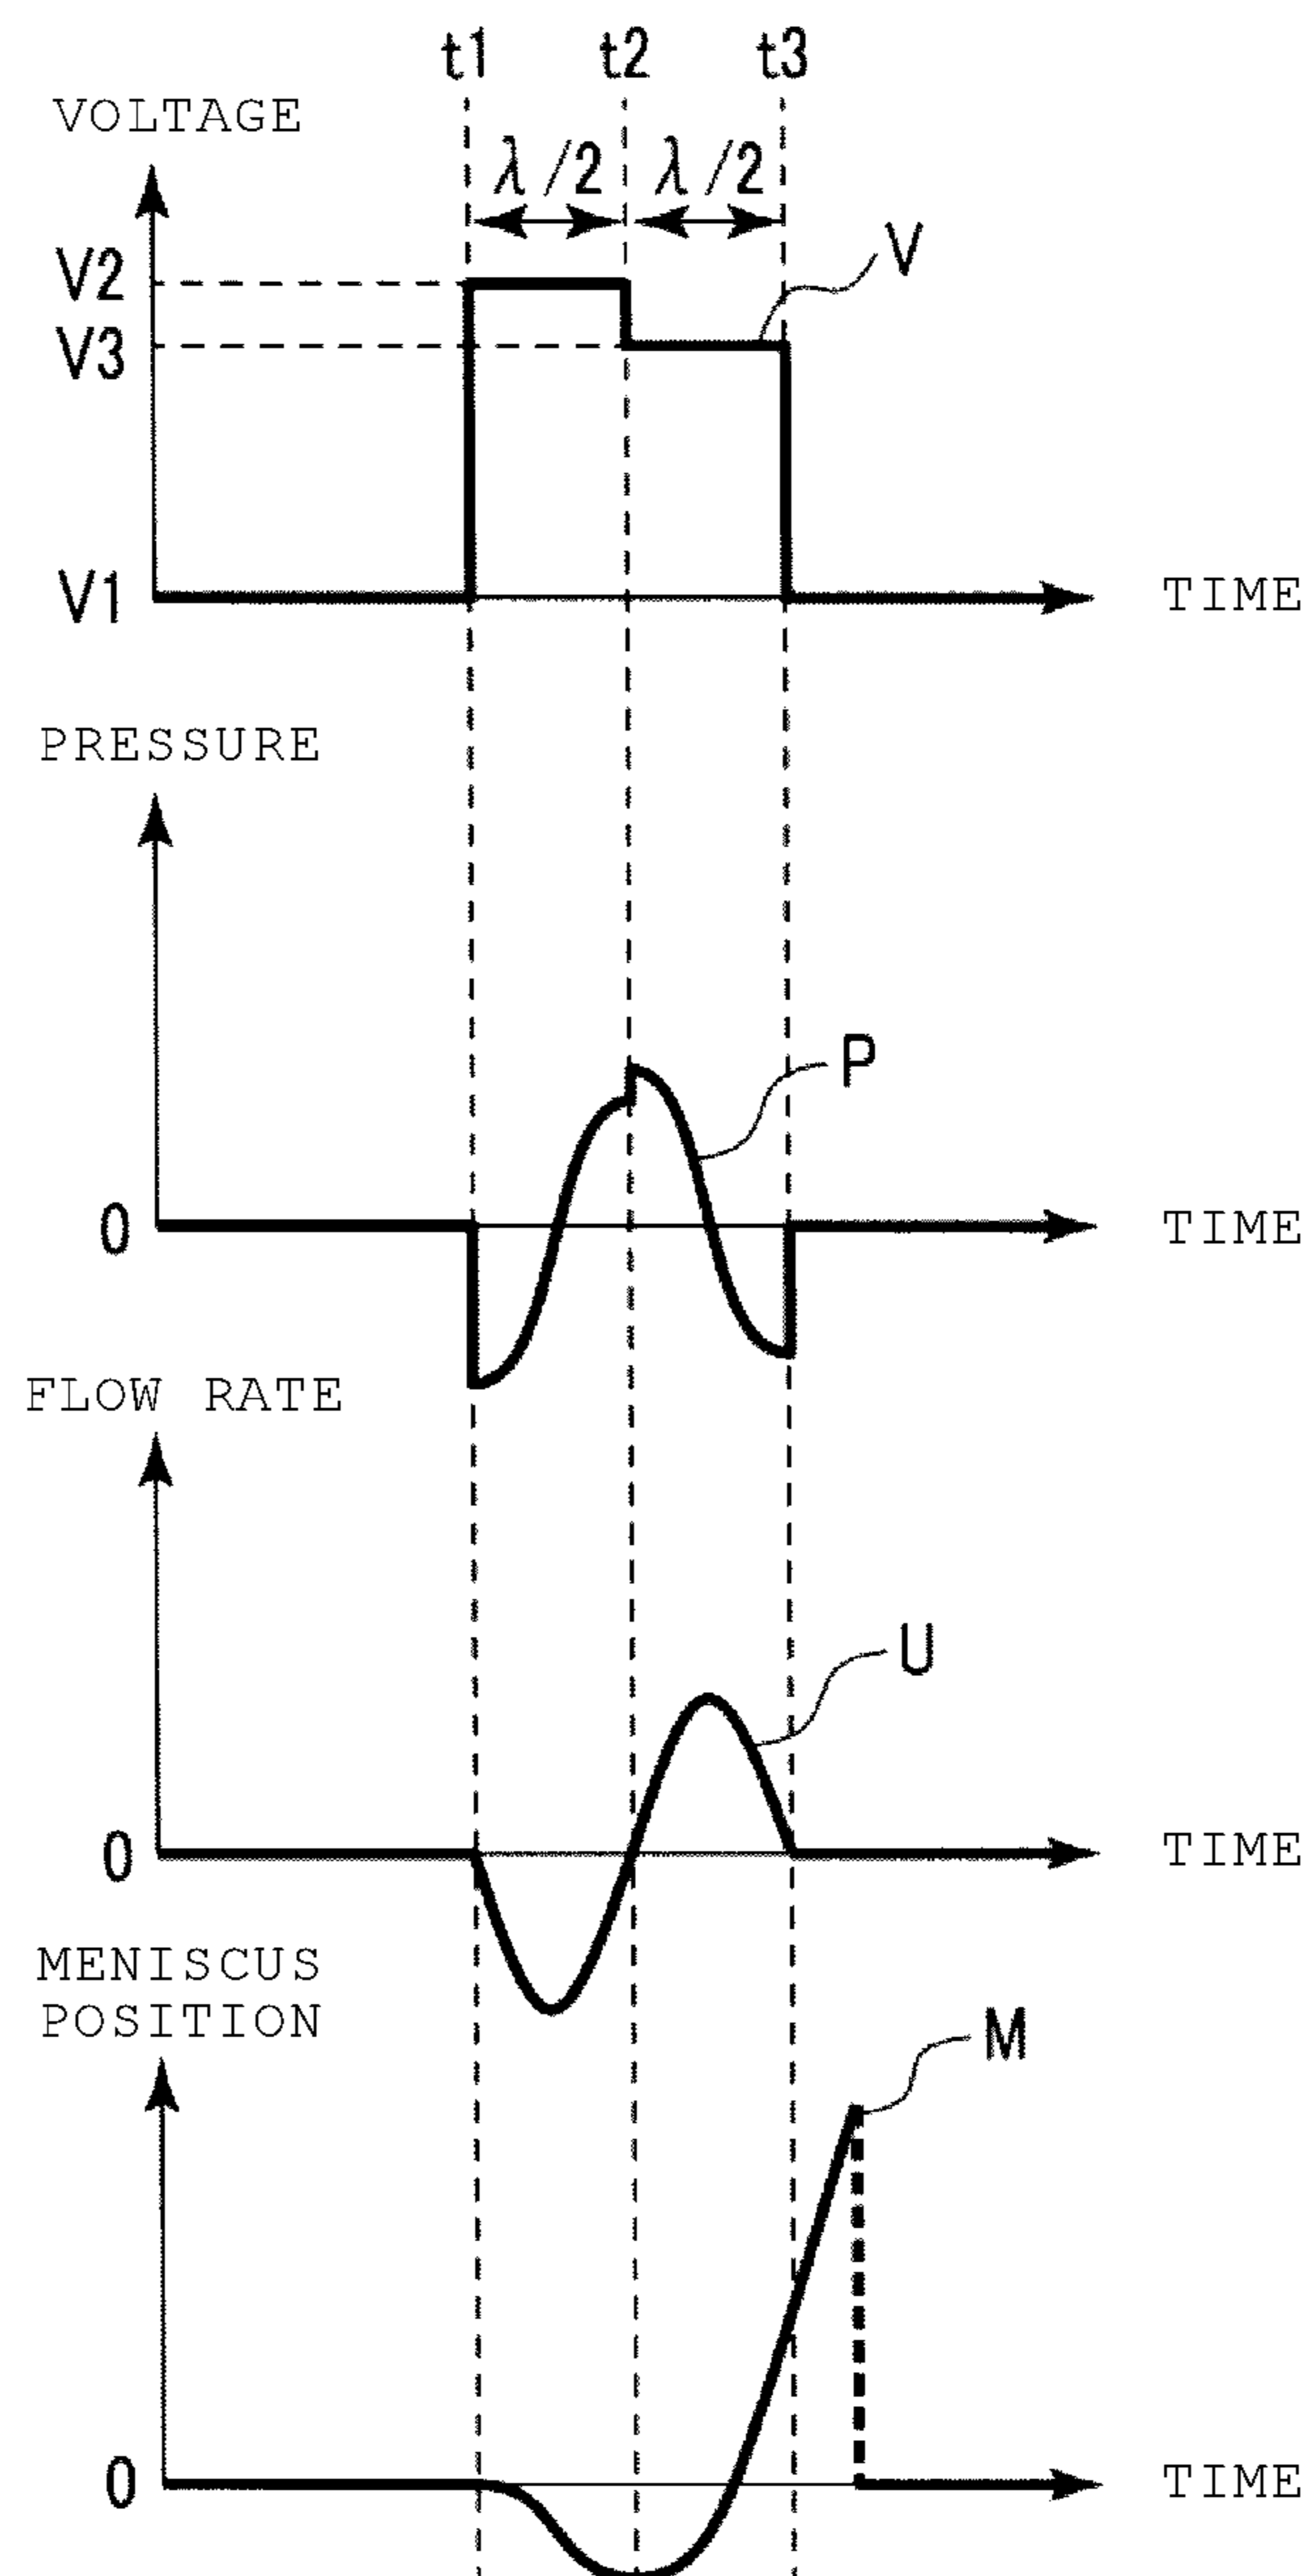 t1 t2 t3
VOLTAGE
λ/2 λ/2
V
V2
V3
V1
TIME
PRESSURE
P
0
TIME
FLOW RATE
U
0
TIME
MENISCUS
POSITION
M
0
TIME